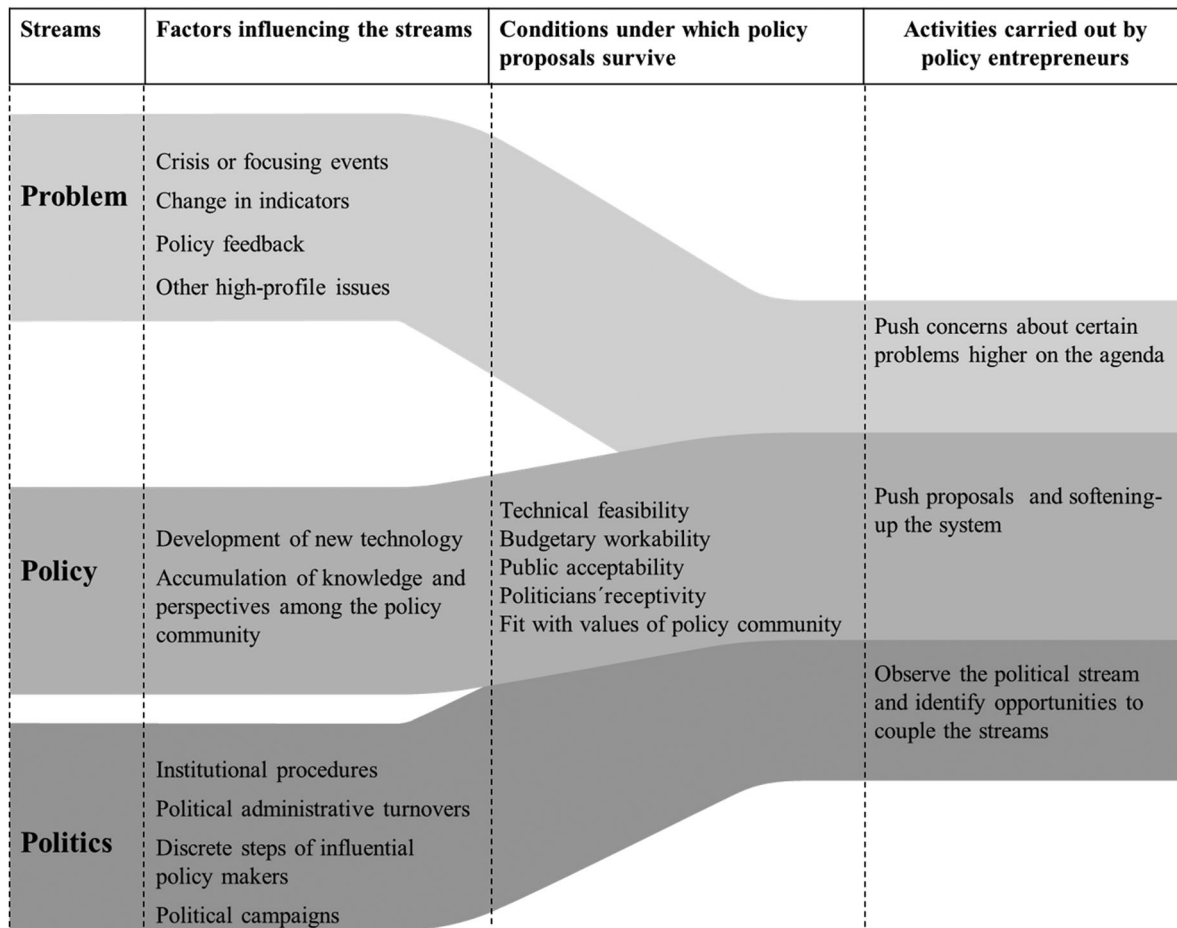 Streams
Factors influencing the streams
Conditions under which policy
proposals survive
Activities carried out by
policy entrepreneurs
Problem
Crisis or focusing events
Change in indicators
Policy feedback
Other high-profile issues
Push concerns about certain
problems higher on the agenda
Policy
Development of new technology
Accumulation of knowledge and
perspectives among the policy
community
Technical feasibility
Budgetary workability
Public acceptability
Politicians´receptivity
Fit with values of policy community
Push proposals and softening-
up the system
Politics
Institutional procedures
Political administrative turnovers
Discrete steps of influential
policy makers
Political campaigns
Observe the political stream
and identify opportunities to
couple the streams